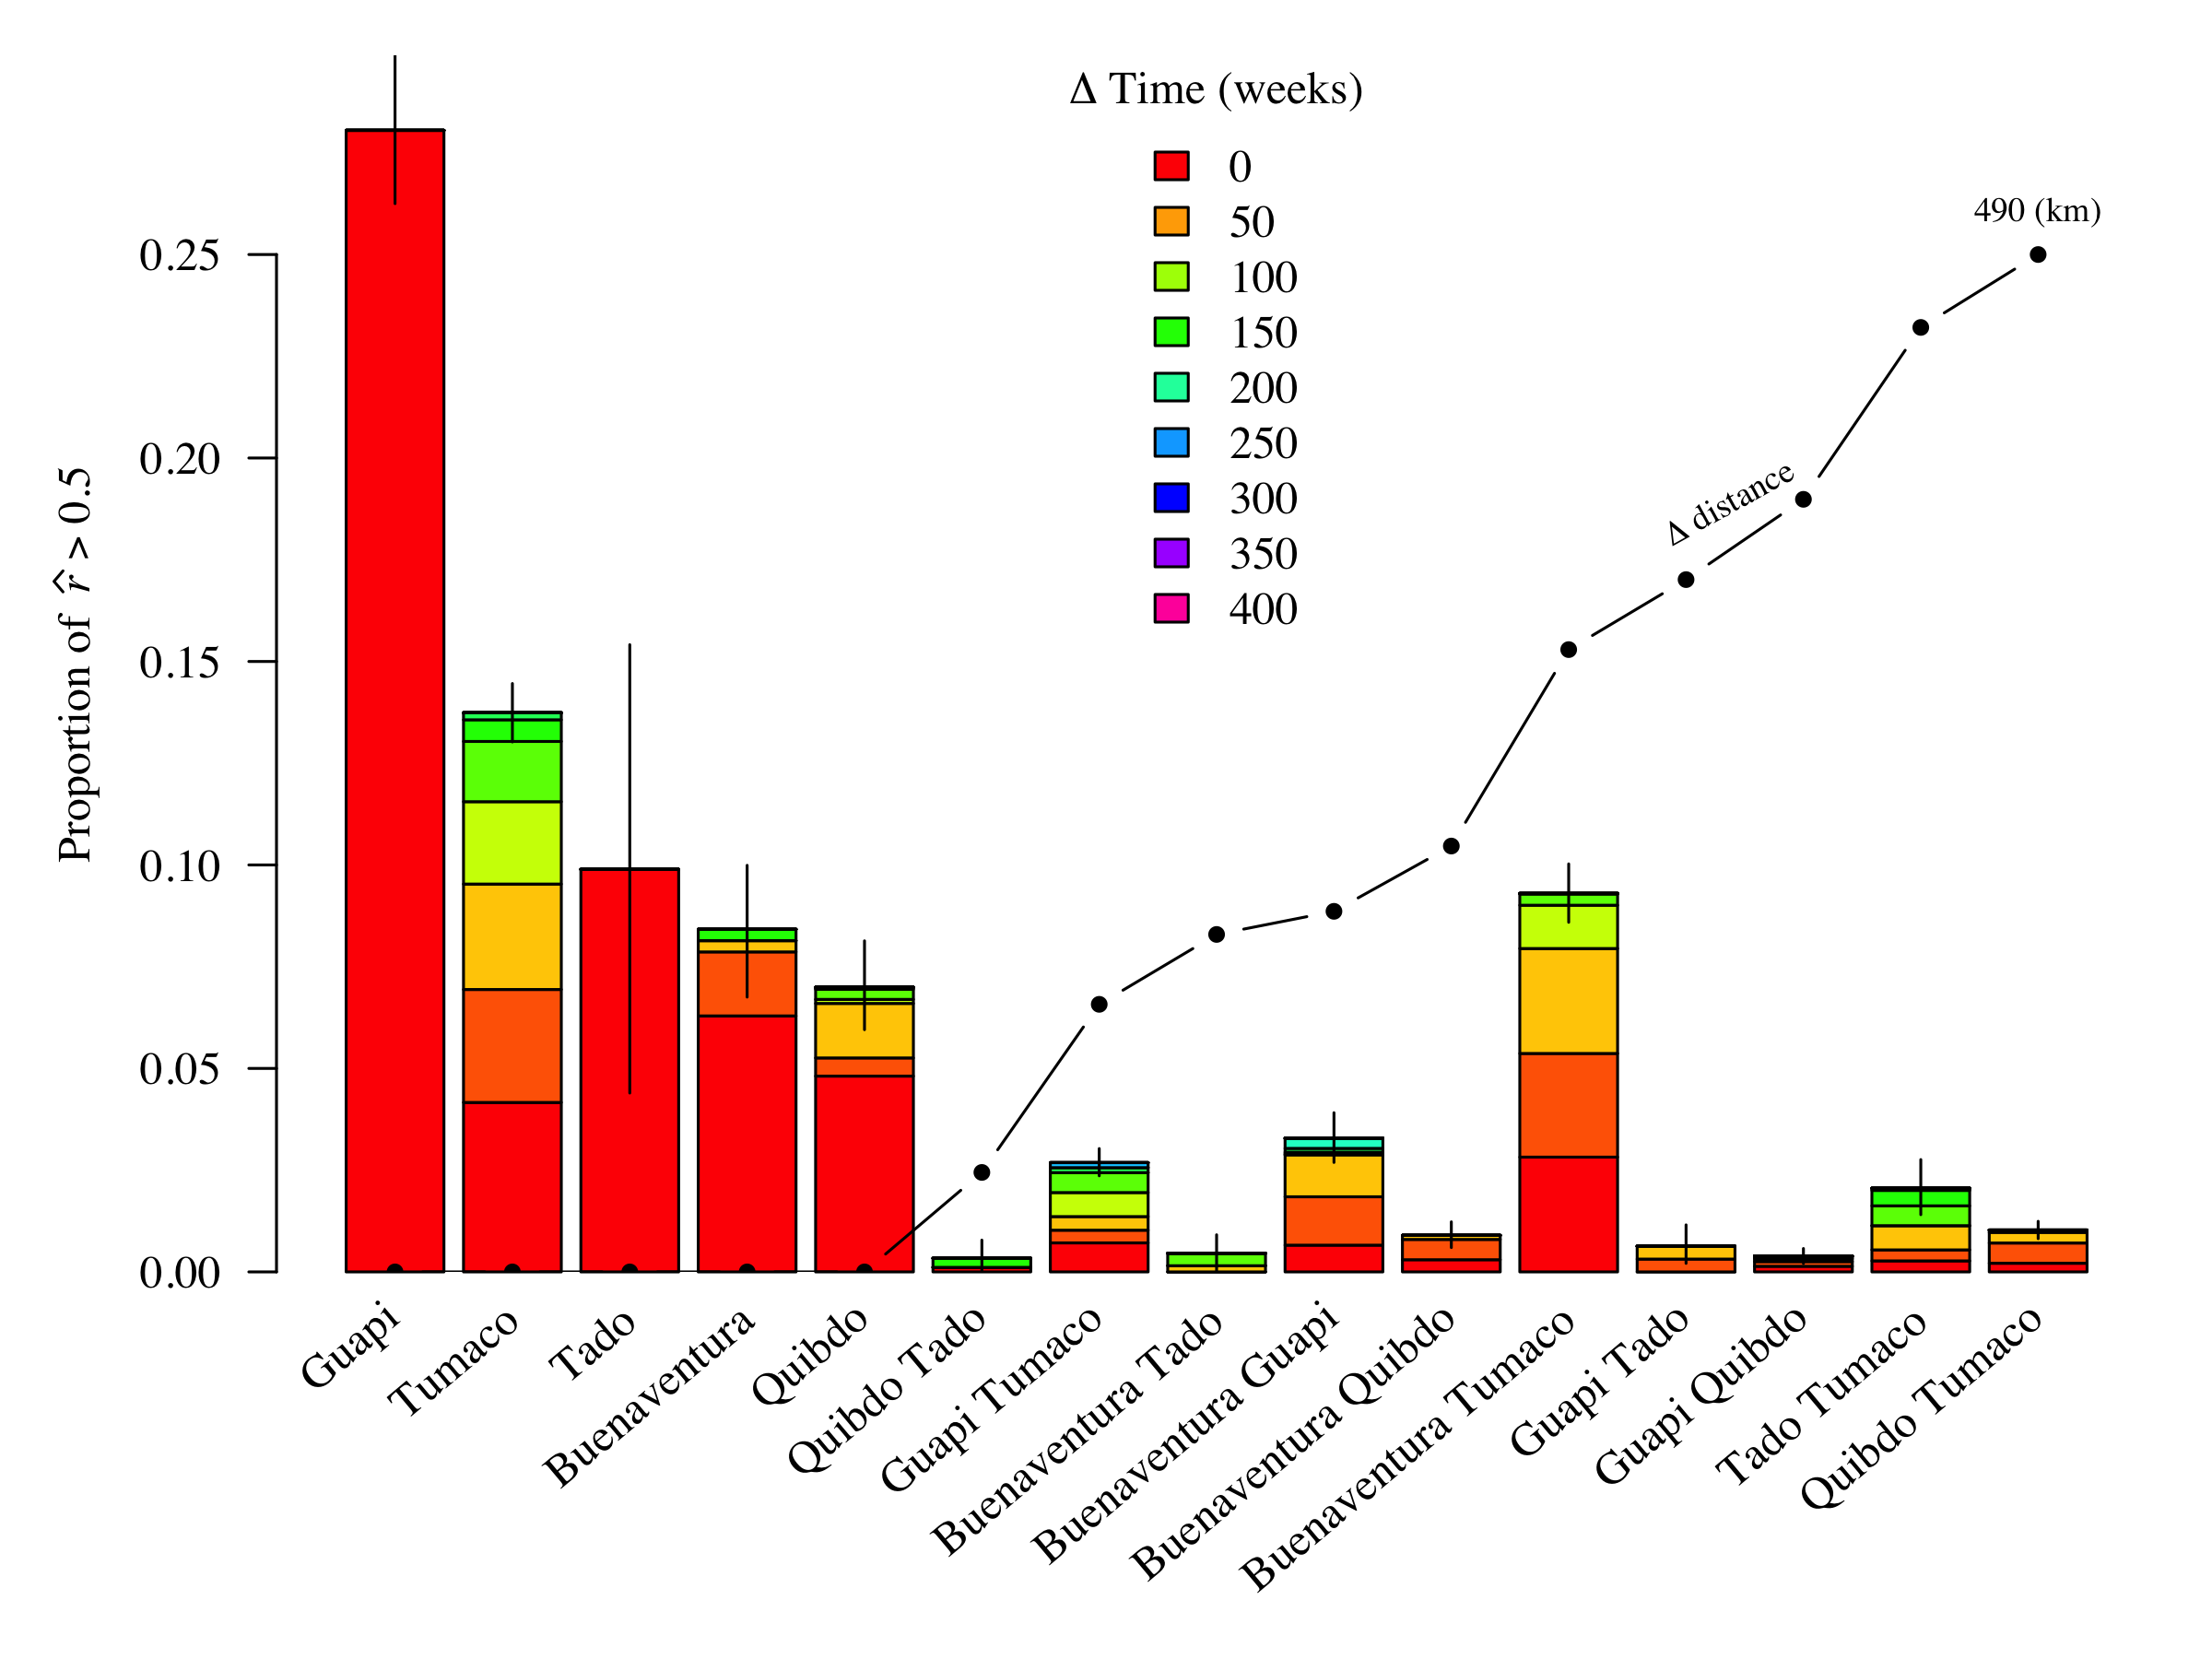 Δ Time (weeks)
0
50
100
150
200
250
300
350
400
490 (km)
Δ distance
Proportion of r̂ > 0.5
0.25
0.20
0.15
0.10
0.05
0.00
Guapi
Tumaco
Tado
Buenaventura
Quibdo
Quibdo Tado
Guapi Tumaco
Buenaventura Tado
Buenaventura Guapi
Buenaventura Quibdo
Buenaventura Tumaco
Guapi Tado
Guapi Quibdo
Tado Tumaco
Quibdo Tumaco